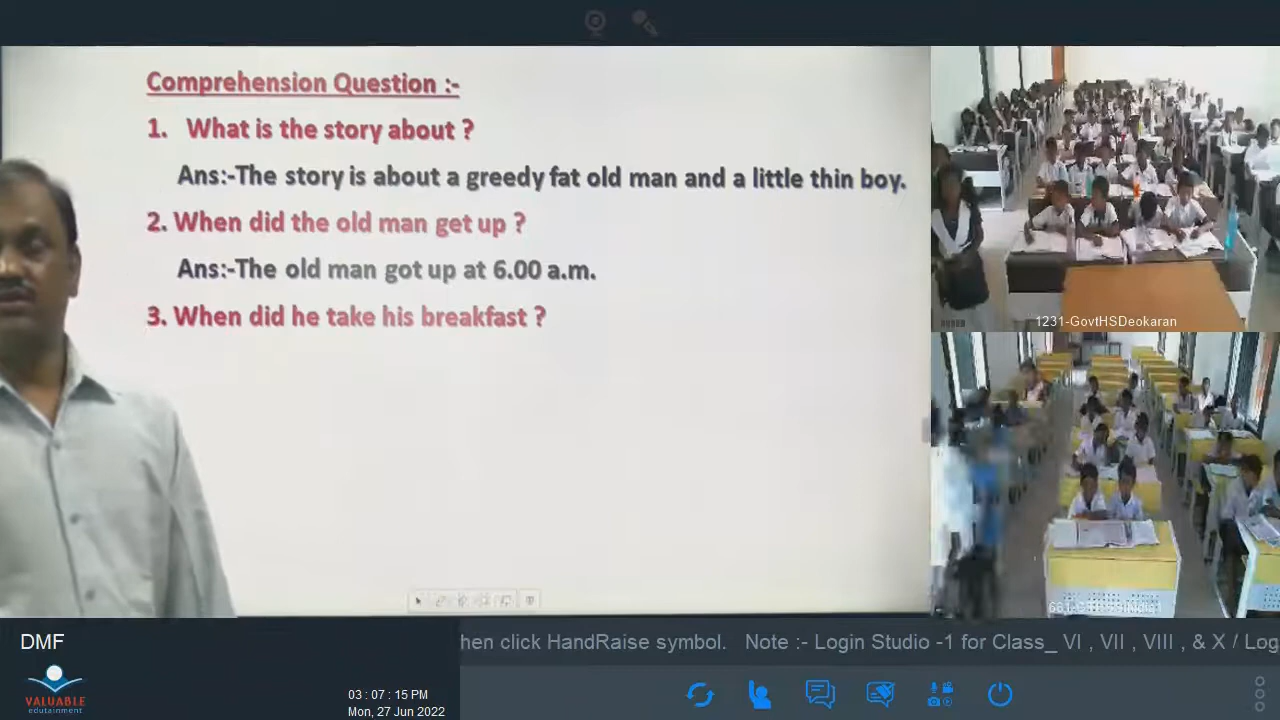 Comprehension Question :-
1. What is the story about ?
Ans:-The story is about a greedy fat old man and a little thin boy.
2. When did the old man get up ?
Ans:-The old man got up at 6.00 a.m.
3. When did he take his breakfast ?
1231-GovtHSDeokaran
DMF
hen click HandRaise symbol. Note :- Login Studio -1 for Class_ VI , VII , VIII , & X / Log
VALUABLE
edutainment
03 : 07 : 15 PM
Mon, 27 Jun 2022